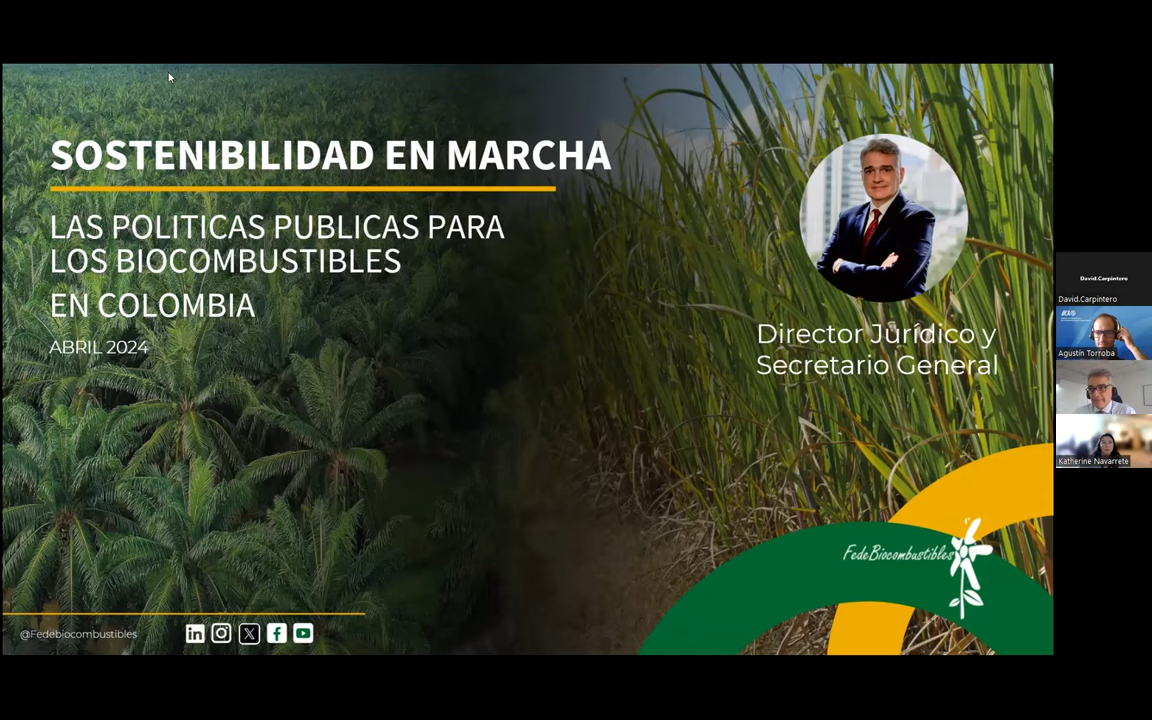 SOSTENIBILIDAD EN MARCHA
LAS POLITICAS PUBLICAS PARA
LOS BIOCOMBUSTIBLES
EN COLOMBIA
ABRIL 2024
Director Jurídico y
Secretario General
FedeBiocombustibles
@Fedebiocombustibles
David.Carpintero
David.Carpintero
Agustín Torroba
Katherine Navarrete